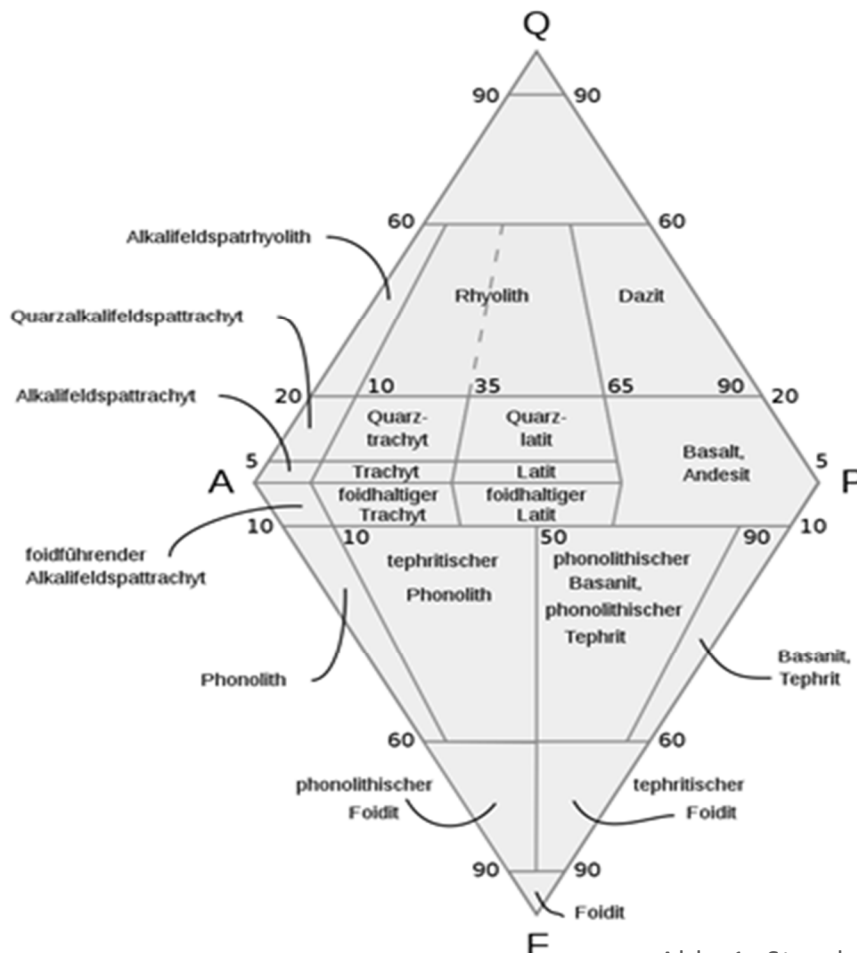 Q
90 90
60 60
Alkalifeldspatrhyolith
Rhyolith Dazit
Quarzalkalifeldspattrachyt
20 10 35 65 90 20
Alkalifeldspattrachyt
Quarz- Quarz-
trachyt latit
Basalt,
Andesit
5 5
A Trachyt Latit P
foidhaltiger foidhaltiger
Trachyt Latit
10 10 50 90 10
foidführender
Alkalifeldspattrachyt
tephritischer phonolithischer
Phonolith Basanit,
phonolithischer
Tephrit
Basanit,
Tephrit
Phonolith
60 60
phonolithischer tephritischer
Foidit Foidit
90 90
Foidit